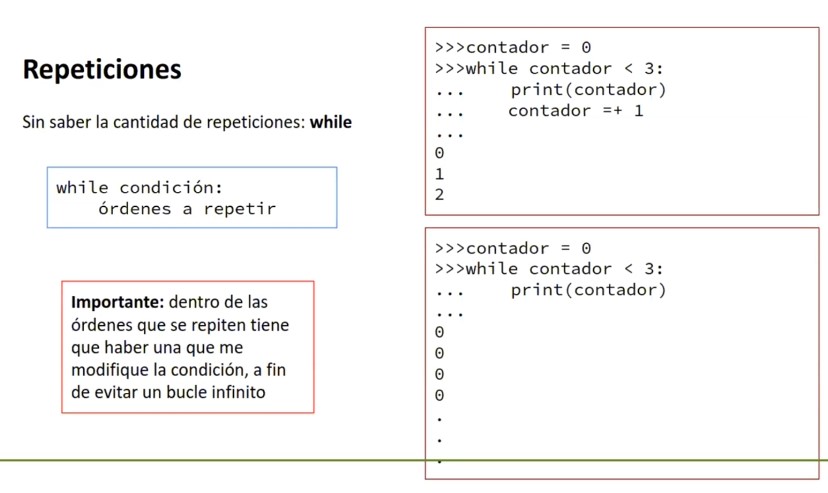 Repeticiones
Sin saber la cantidad de repeticiones: while
while condición:
    órdenes a repetir
Importante: dentro de las
órdenes que se repiten tiene
que haber una que me
modifique la condición, a fin
de evitar un bucle infinito
>>>contador = 0
>>>while contador < 3:
...    print(contador)
...    contador =+ 1
...
0
1
2
>>>contador = 0
>>>while contador < 3:
...    print(contador)
...
0
0
0
0
.
.
.